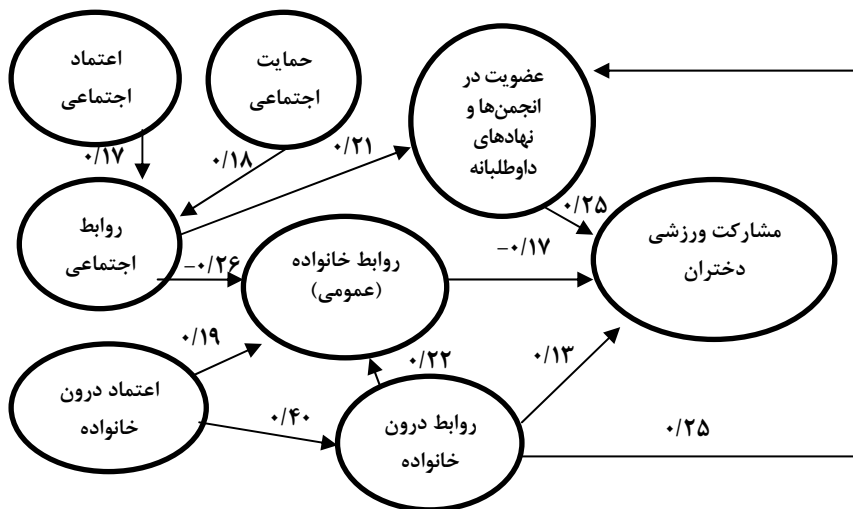 اعتماد
اجتماعی
حمایت
اجتماعی
عضویت در
انجمن‌ها و
نهادهای
داوطلبانه
۰/۱۷
۰/۱۸
۰/۲۱
۰/۲۵
روابط
اجتماعی
مشارکت ورزشی
دختران
-۰/۲۶
روابط خانواده
(عمومی)
-۰/۱۷
۰/۱۹
۰/۲۲
۰/۱۳
اعتماد درون
خانواده
۰/۴۰
روابط درون
خانواده
۰/۲۵